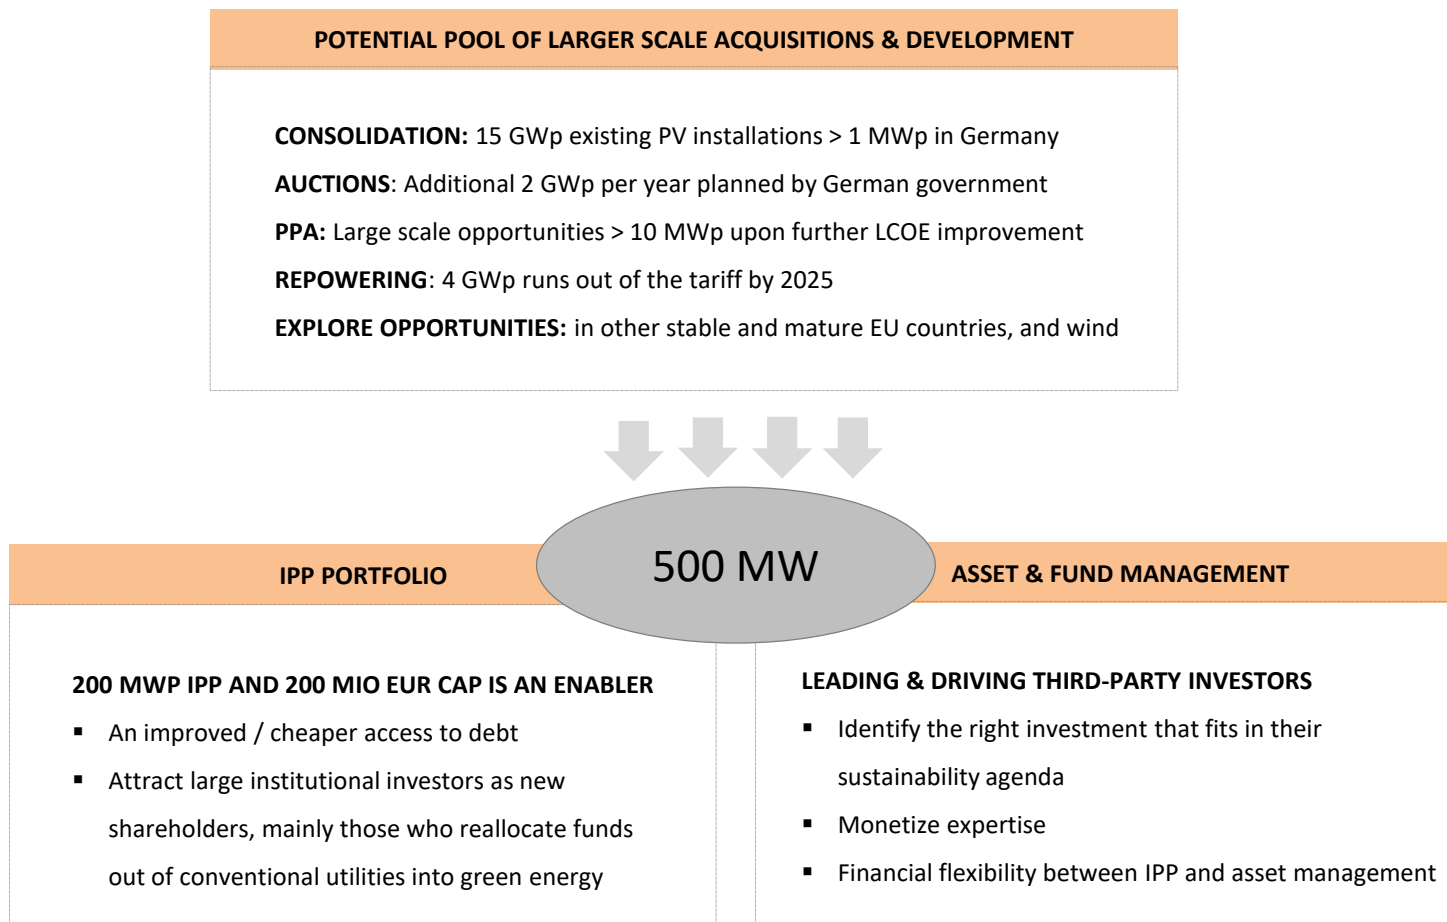 POTENTIAL POOL OF LARGER SCALE ACQUISITIONS & DEVELOPMENT
CONSOLIDATION: 15 GWp existing PV installations > 1 MWp in Germany
AUCTIONS: Additional 2 GWp per year planned by German government
PPA: Large scale opportunities > 10 MWp upon further LCOE improvement
REPOWERING: 4 GWp runs out of the tariff by 2025
EXPLORE OPPORTUNITIES: in other stable and mature EU countries, and wind
500 MW
IPP PORTFOLIO
200 MWP IPP AND 200 MIO EUR CAP IS AN ENABLER
▪ An improved / cheaper access to debt
▪ Attract large institutional investors as new
shareholders, mainly those who reallocate funds
out of conventional utilities into green energy
ASSET & FUND MANAGEMENT
LEADING & DRIVING THIRD-PARTY INVESTORS
▪ Identify the right investment that fits in their
sustainability agenda
▪ Monetize expertise
▪ Financial flexibility between IPP and asset management